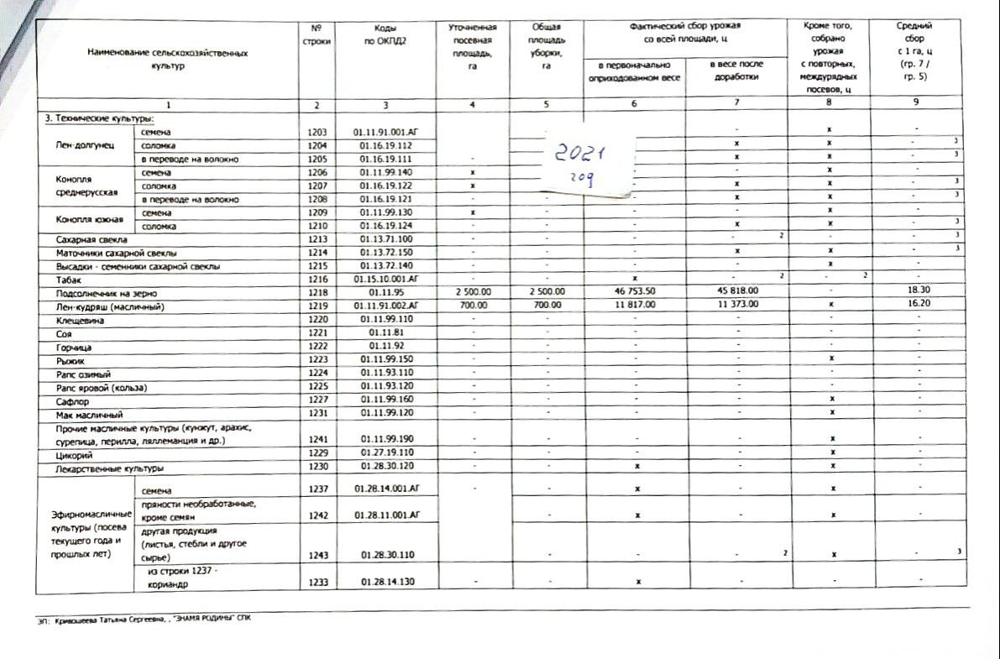 Наименование сельскохозяйственных
культур
№
строки
Коды
по ОКПД2
Уточненная
посевная
площадь,
га
Общая
площадь
уборки,
га
Фактический сбор урожая
со всей площади, ц
в первоначально
оприходованном весе
в весе после
доработки
Кроме того,
собрано
урожая
с повторных,
междурядных
посевов, ц
Средний
сбор
с 1 га, ц
(гр. 7 /
гр. 5)
1 2 3 4 5 6 7 8 9
3. Технические культуры:
Лен-долгунец
семена 1203 01.11.91.001.АГ - х -
соломка 1204 01.16.19.112 х х - 3
в переводе на волокно 1205 01.16.19.111 - х х - 3
2021
год
Конопля
среднерусская
семена 1206 01.11.99.140 х - - х -
соломка 1207 01.16.19.122 х - - х х - 3
в переводе на волокно 1208 01.16.19.121 - - - х х - 3
Конопля южная
семена 1209 01.11.99.130 х - - - х -
соломка 1210 01.16.19.124 - - - х х - 3
Сахарная свекла 1213 01.13.71.100 - - - - 2 - - 3
Маточники сахарной свеклы 1214 01.13.72.150 - - - х х - 3
Высадки - семенники сахарной свеклы 1215 01.13.72.140 - - - - х -
Табак 1216 01.15.10.001.АГ - - х - 2 - 2 -
Подсолнечник на зерно 1218 01.11.95 2 500.00 2 500.00 46 753.50 45 818.00 - 18.30
Лен-кудряш (масличный) 1219 01.11.91.002.АГ 700.00 700.00 11 817.00 11 373.00 х 16.20
Клещевина 1220 01.11.99.110 - - - - - -
Соя 1221 01.11.81 - - - - - -
Горчица 1222 01.11.92 - - - - - -
Рыжик 1223 01.11.99.150 - - - - х -
Рапс озимый 1224 01.11.93.110 - - - - - -
Рапс яровой (кольза) 1225 01.11.93.120 - - - - - -
Сафлор 1227 01.11.99.160 - - - - х -
Мак масличный 1231 01.11.99.120 - - - - х -
Прочие масличные культуры (кунжут, арахис,
сурепица, перилла, ляллеманция и др.) 1241 01.11.99.190 - - - - х -
Цикорий 1229 01.27.19.110 - - - - х -
Лекарственные культуры 1230 01.28.30.120 - - х - х -
Эфирномасличные
культуры (посева
текущего года и
прошлых лет)
семена 1237 01.28.14.001.АГ - - х - х -
пряности необработанные,
кроме семян 1242 01.28.11.001.АГ - х - х -
другая продукция
(листья, стебли и другое
сырье) 1243 01.28.30.110 - - - 2 х - 3
из строки 1237 -
кориандр 1233 01.28.14.130 - - х - - -
ЭП: Кривошеева Татьяна Сергеевна, , "ЗНАМЯ РОДИНЫ" СПК